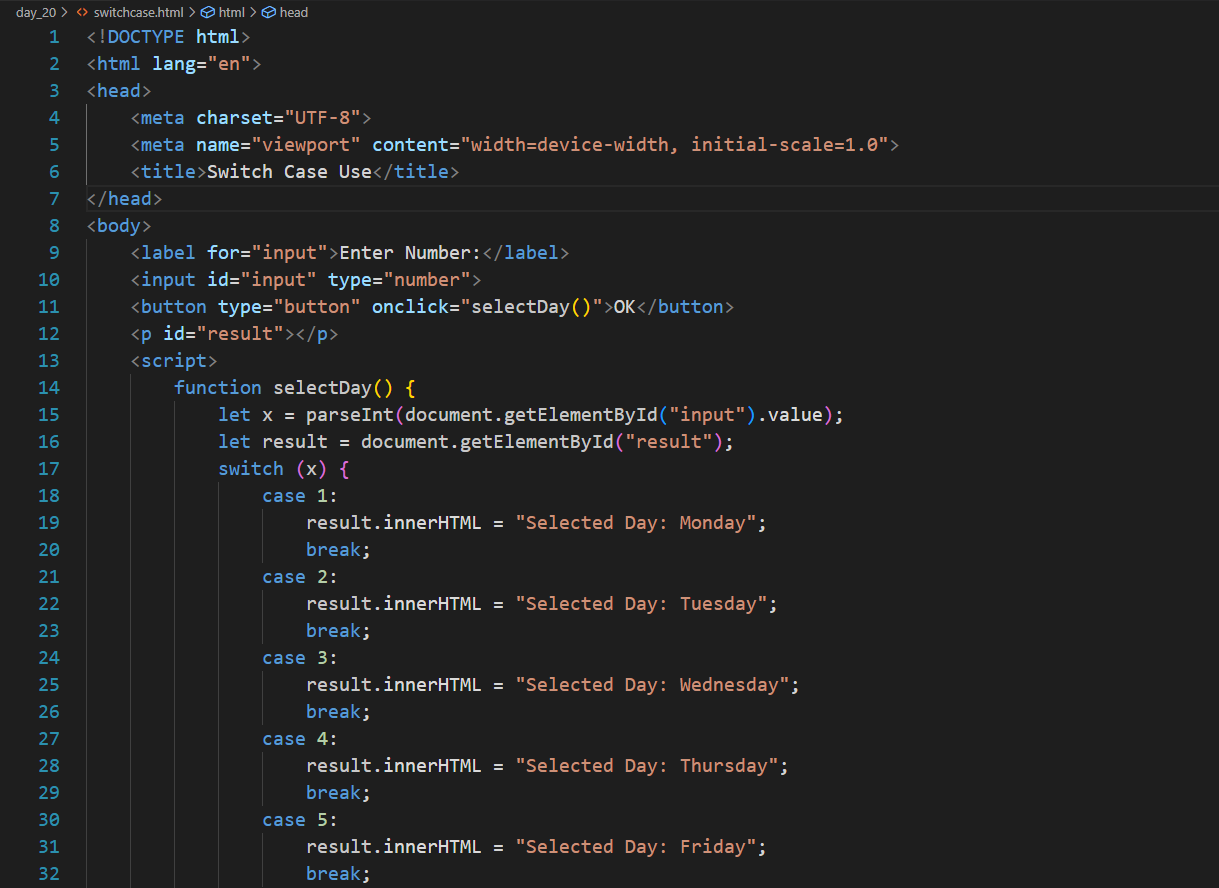 day_20 > <> switchcase.html > html > head
1 <!DOCTYPE html>
2 <html lang="en">
3 <head>
4     <meta charset="UTF-8">
5     <meta name="viewport" content="width=device-width, initial-scale=1.0">
6     <title>Switch Case Use</title>
7 </head>
8 <body>
9     <label for="input">Enter Number:</label>
10     <input id="input" type="number">
11     <button type="button" onclick="selectDay()">OK</button>
12     <p id="result"></p>
13     <script>
14         function selectDay() {
15             let x = parseInt(document.getElementById("input").value);
16             let result = document.getElementById("result");
17             switch (x) {
18                 case 1:
19                     result.innerHTML = "Selected Day: Monday";
20                     break;
21                 case 2:
22                     result.innerHTML = "Selected Day: Tuesday";
23                     break;
24                 case 3:
25                     result.innerHTML = "Selected Day: Wednesday";
26                     break;
27                 case 4:
28                     result.innerHTML = "Selected Day: Thursday";
29                     break;
30                 case 5:
31                     result.innerHTML = "Selected Day: Friday";
32                     break;